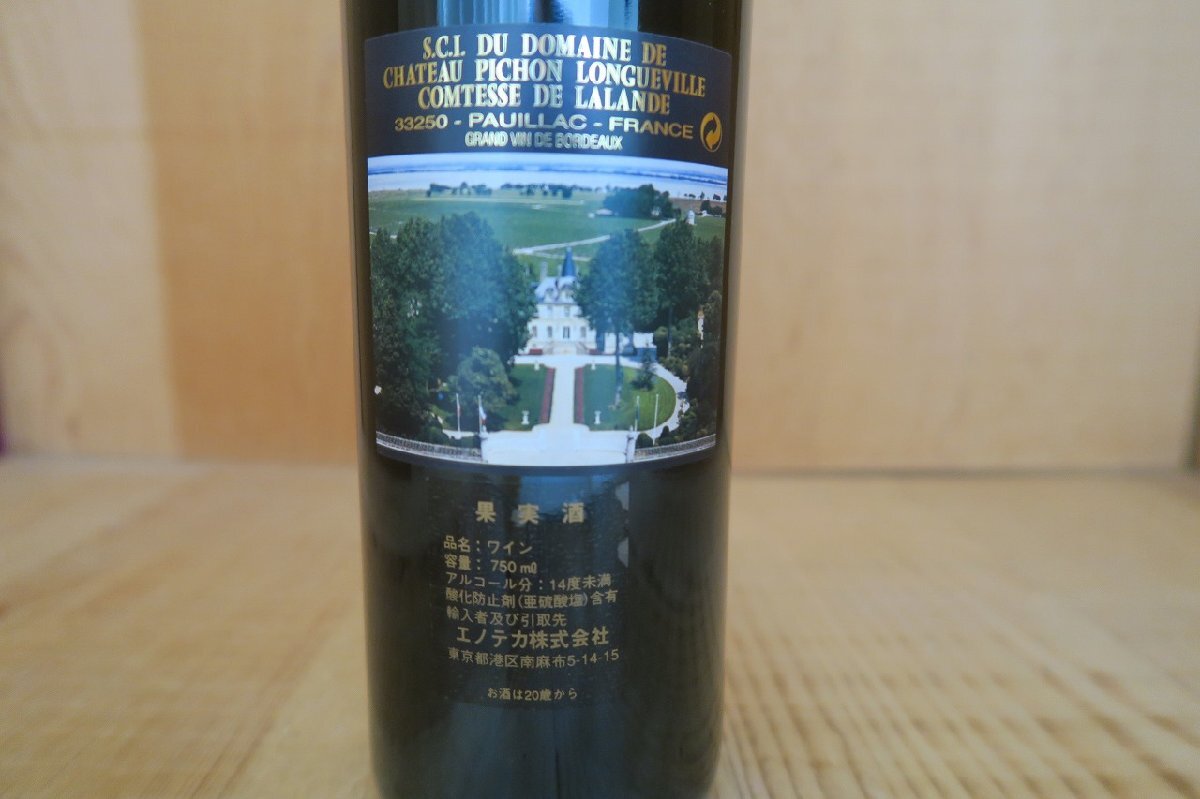 S.C.I. DU DOMAINE DE
CHATEAU PICHON LONGUEVILLE
COMTESSE DE LALANDE
33250 - PAUILLAC - FRANCE
GRAND VIN DE BORDEAUX
果実酒
品名：ワイン
容量：750㎖
アルコール分：14度未満
酸化防止剤(亜硫酸塩)含有
輸入者及び引取先
エノテカ株式会社
東京都港区南麻布5-14-15
お酒は20歳から